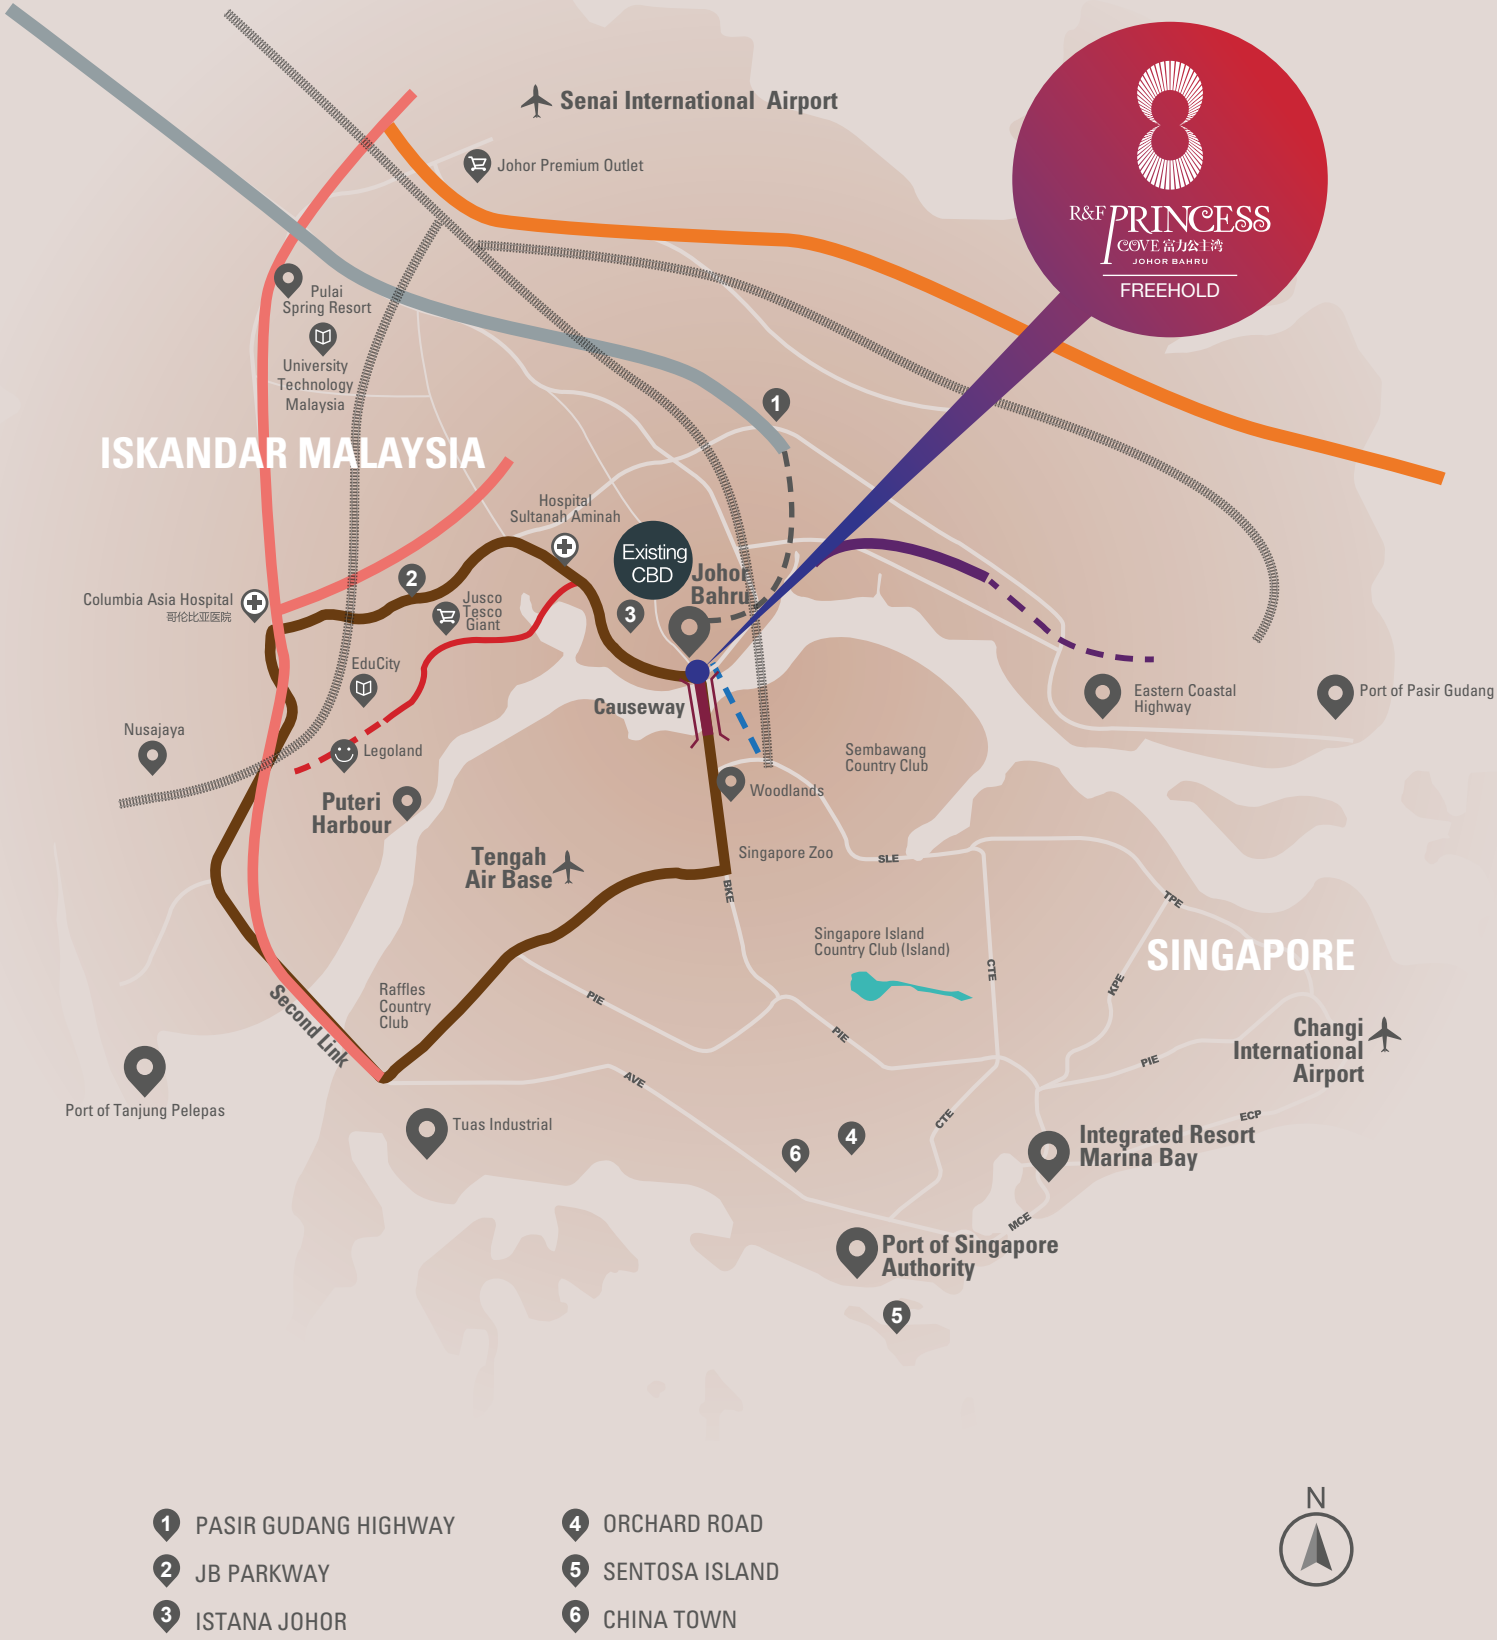 Senai International Airport
Johor Premium Outlet
R&F PRINCESS
COVE 富力公主湾
JOHOR BAHRU
FREEHOLD
Pulai
Spring Resort
University
Technology
Malaysia
1
ISKANDAR MALAYSIA
Hospital
Sultanah Aminah
Existing
CBD
Johor
Bahru
2
3
Columbia Asia Hospital
哥伦比亚医院
Jusco
Tesco
Giant
EduCity
Nusajaya
Legoland
Causeway
Eastern Coastal
Highway
Port of Pasir Gudang
Sembawang
Country Club
Woodlands
Puteri
Harbour
Tengah
Air Base
Singapore Zoo
SLE
BKE
TPE
Singapore Island
Country Club (Island)
SINGAPORE
CTE
KPE
Raffles
Country
Club
Second Link
PIE
PIE
PIE
Changi
International
Airport
AVE
Port of Tanjung Pelepas
Tuas Industrial
CTE
ECP
4
6
Integrated Resort
Marina Bay
MCE
Port of Singapore
Authority
5
N
1 PASIR GUDANG HIGHWAY
2 JB PARKWAY
3 ISTANA JOHOR
4 ORCHARD ROAD
5 SENTOSA ISLAND
6 CHINA TOWN